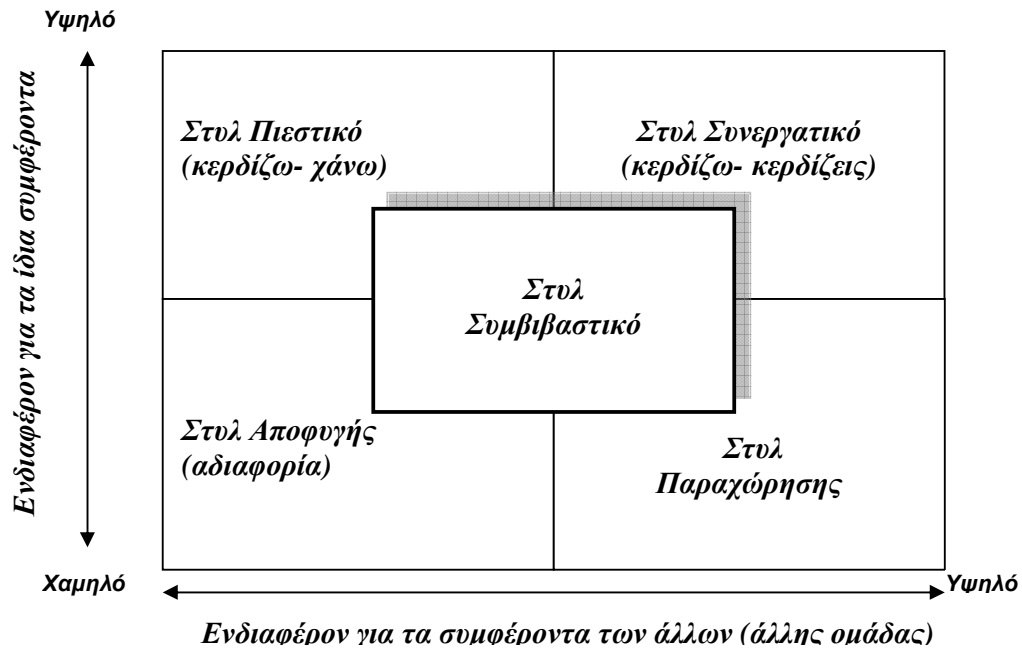 Υψηλό
Ενδιαφέρον για τα ίδια συμφέροντα
Στυλ Πιεστικό
(κερδίζω- χάνω)
Στυλ Συνεργατικό
(κερδίζω- κερδίζεις)
Στυλ
Συμβιβαστικό
Στυλ Αποφυγής
(αδιαφορία)
Στυλ
Παραχώρησης
Χαμηλό
Υψηλό
Ενδιαφέρον για τα συμφέροντα των άλλων (άλλης ομάδας)